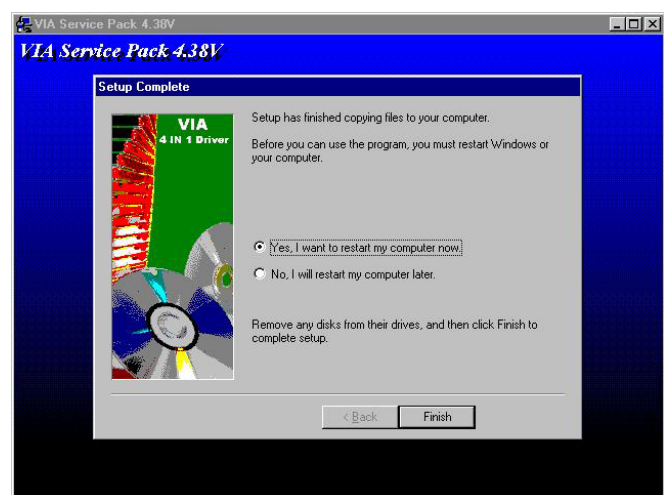 VIA Service Pack 4.38V
VIA Service Pack 4.38V
Setup Complete
VIA
4 IN 1 Driver
Setup has finished copying files to your computer.
Before you can use the program, you must restart Windows or
your computer.
Yes, I want to restart my computer now.
No, I will restart my computer later.
Remove any disks from their drives, and then click Finish to
complete setup.
< Back
Finish